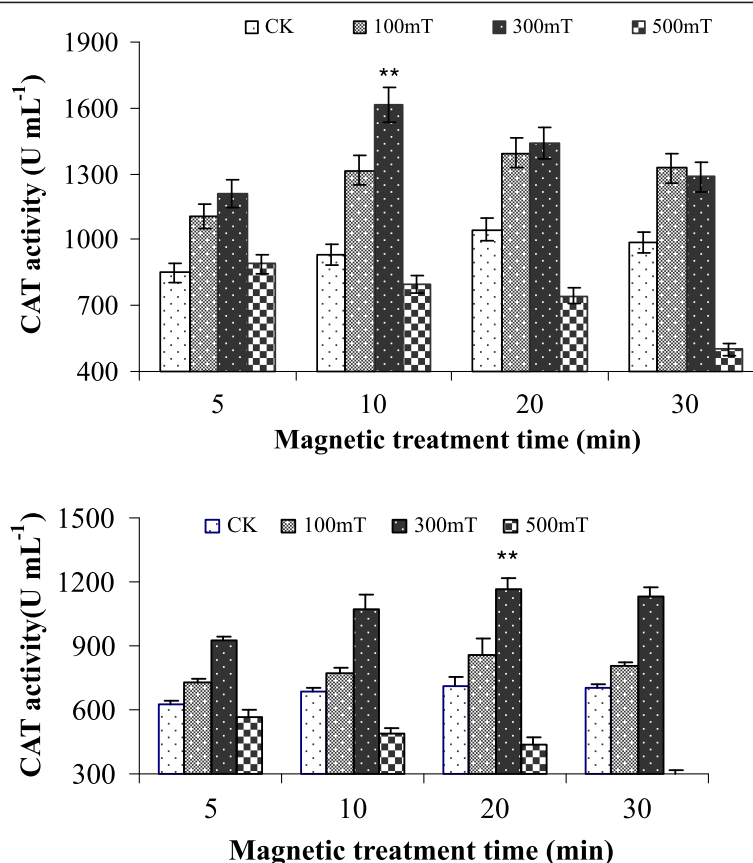 CK 100mT 300mT 500mT
1900
1600
1300
1000
700
400
CAT activity (U mL-1)
**
5 10 20 30
Magnetic treatment time (min)
1500
1200
900
600
300
CAT activity(U mL-1)
CK 100mT 300mT 500mT
**
5 10 20 30
Magnetic treatment time (min)